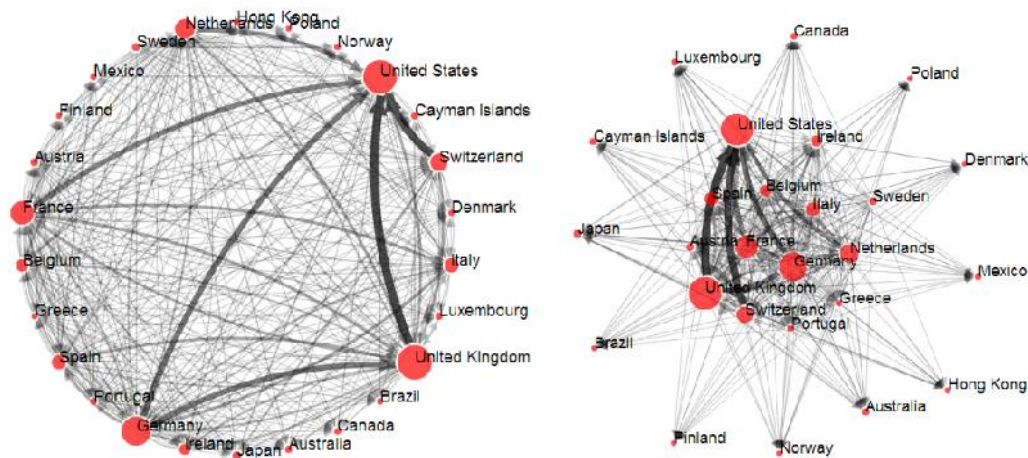 Hong Kong
Netherlands
Poland
Sweden
Norway
United States
Mexico
Cayman Islands
Finland
Switzerland
Austria
France
Denmark
Belgium
Italy
Greece
Luxembourg
Spain
United Kingdom
Portugal
Brazil
Germany
Canada
Ireland
Japan
Australia
Canada
Luxembourg
Poland
United States
Cayman Islands
Ireland
Denmark
Belgium
Spain
Sweden
Italy
Japan
Austria
France
Netherlands
Germany
Mexico
United Kingdom
Greece
Switzerland
Portugal
Brazil
Hong Kong
Australia
Finland
Norway